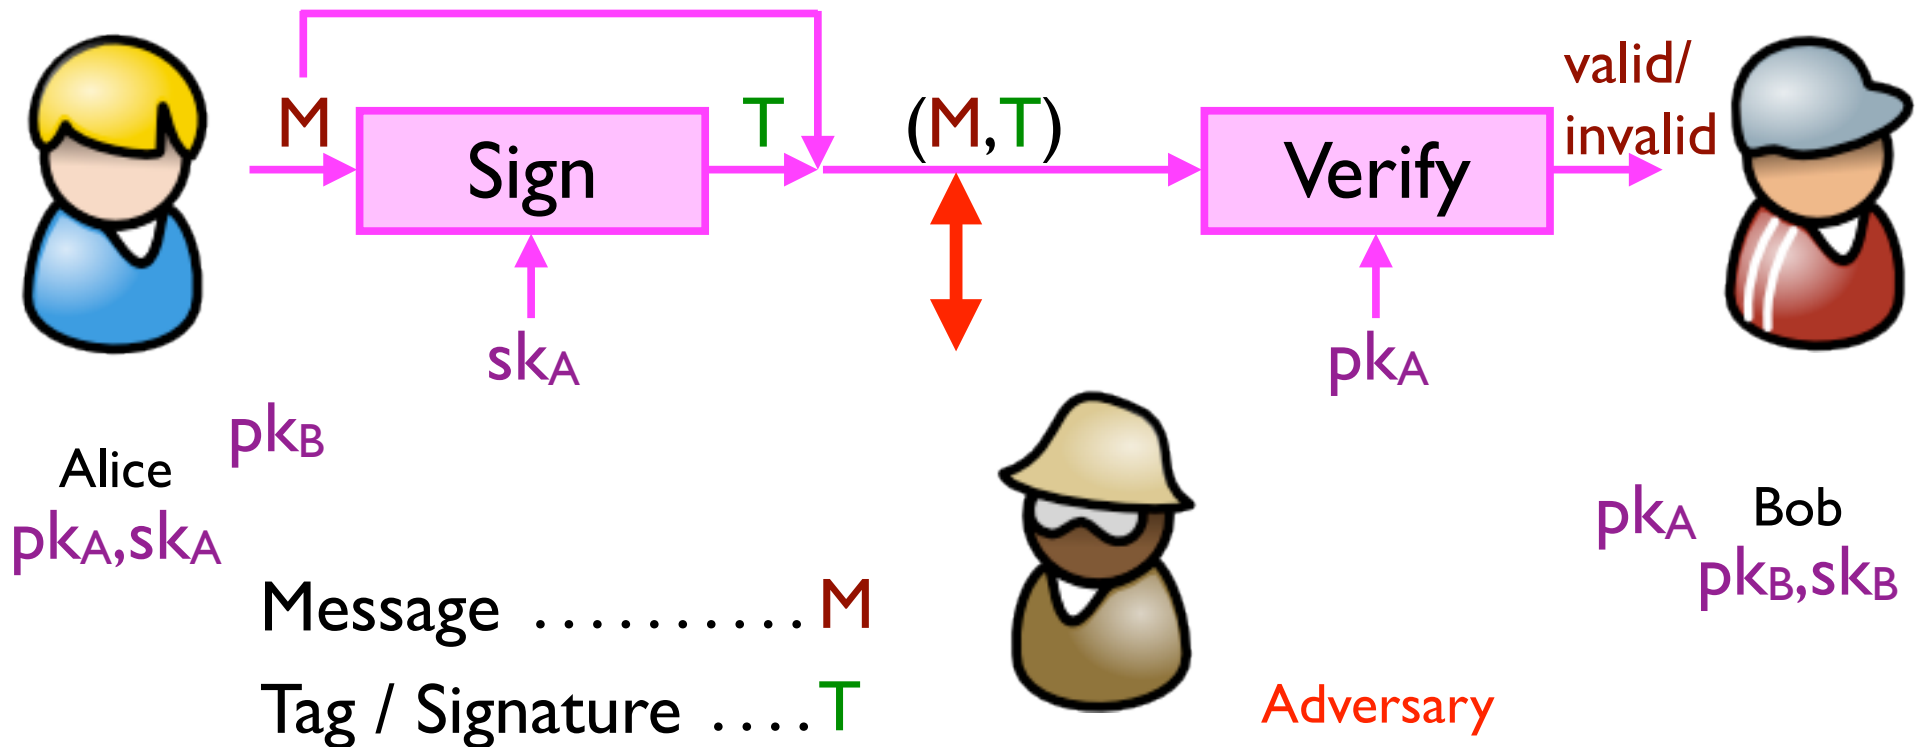 valid/
invalid
M
T
(M,T)
Sign
Verify
skA
pkA
pkB
Alice
pkA,skA
pkA
Bob
pkB,skB
Message .......... M
Tag / Signature .... T
Adversary